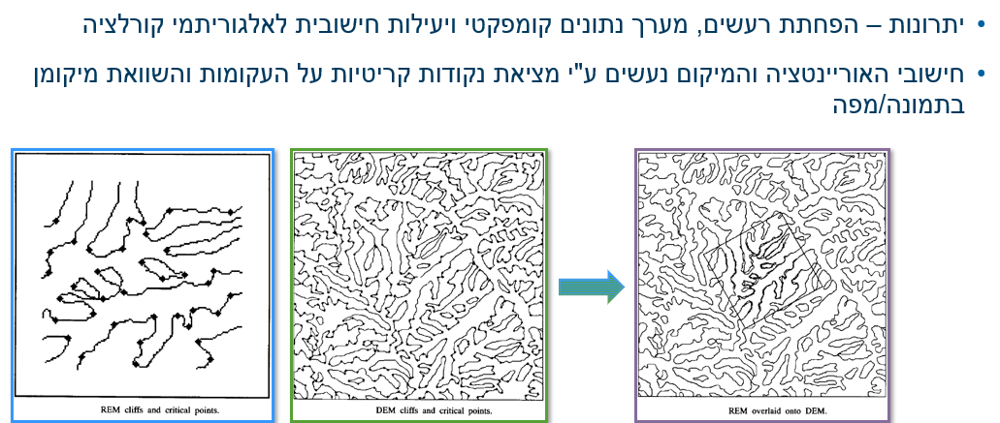 • יתרונות – הפחתת רעשים, מערך נתונים קומפקטי ויעילות חישובית לאלגוריתמי קורלציה
• חישובי האוריינטציה והמיקום נעשים ע"י מציאת נקודות קריטיות על העקומות והשוואת מיקומן
בתמונה/מפה
REM cliffs and critical points.
DEM cliffs and critical points.
REM overlaid onto DEM.